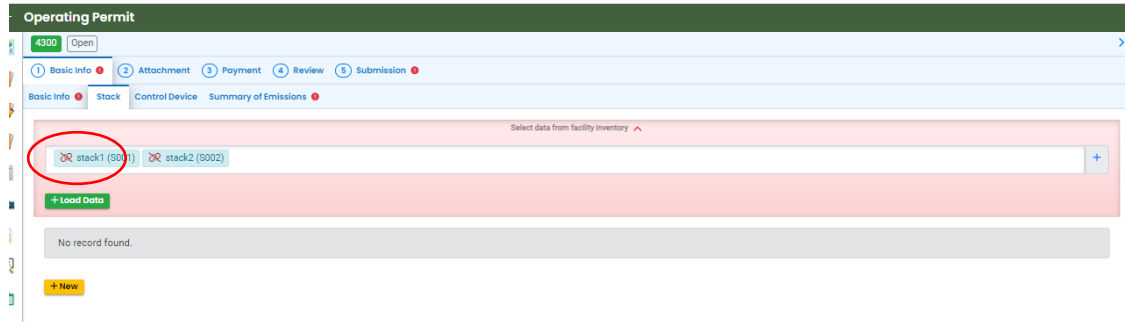 Operating Permit
4300 Open
1 Basic Info 2 Attachment 3 Payment 4 Review 5 Submission
Basic Info Stack Control Device Summary of Emissions
Select data from facility inventory
stack1 (S001) stack2 (S002) +
+ Load Data
No record found.
+ New